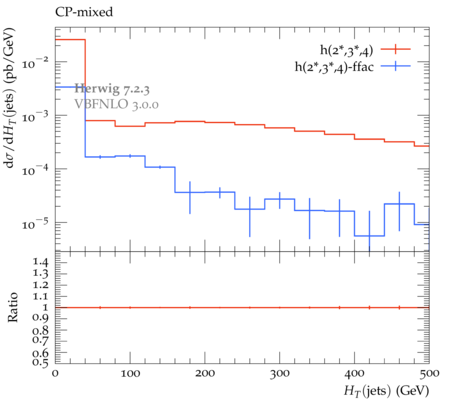 CP-mixed
dσ/dH_T(jets) (pb/GeV)
h(2*,3*,4)
h(2*,3*,4)-ffac
Herwig 7.2.3
VBFNLO 3.0.0
10⁻²
10⁻³
10⁻⁴
10⁻⁵
Ratio
1.4
1.3
1.2
1.1
1
0.9
0.8
0.7
0.6
0.5
0 100 200 300 400 500
H_T(jets) (GeV)